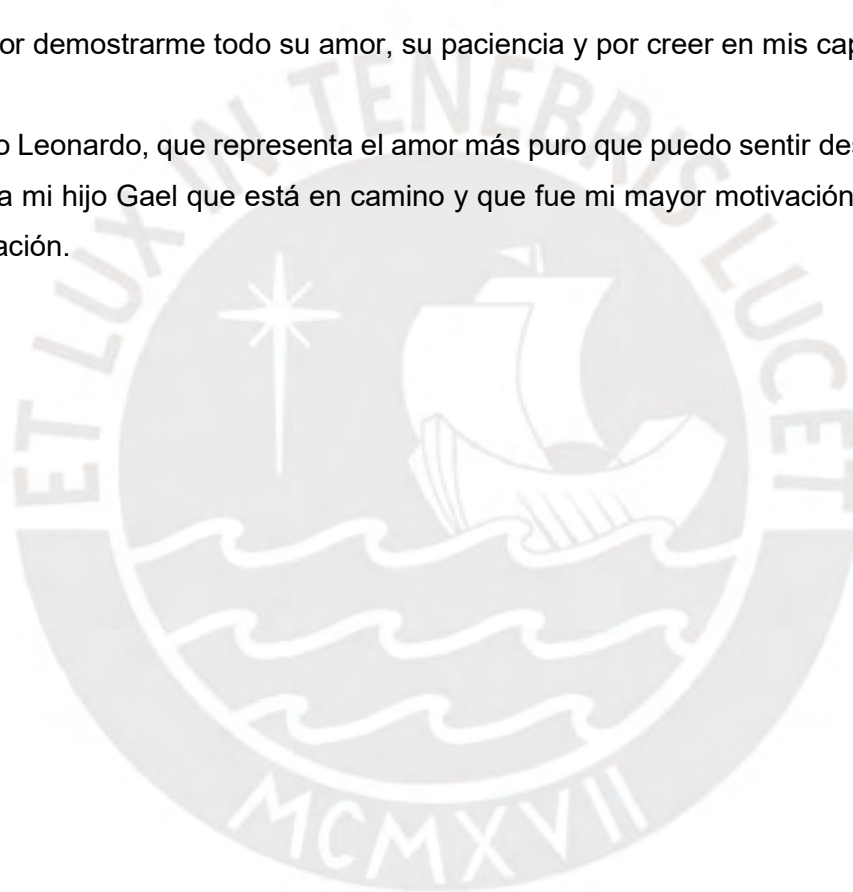 or demostrarme todo su amor, su paciencia y por creer en mis cap
o Leonardo, que representa el amor más puro que puedo sentir des
a mi hijo Gael que está en camino y que fue mi mayor motivación
ación.
ET LUX IN TENEBRIS LUCET
MCMXVII